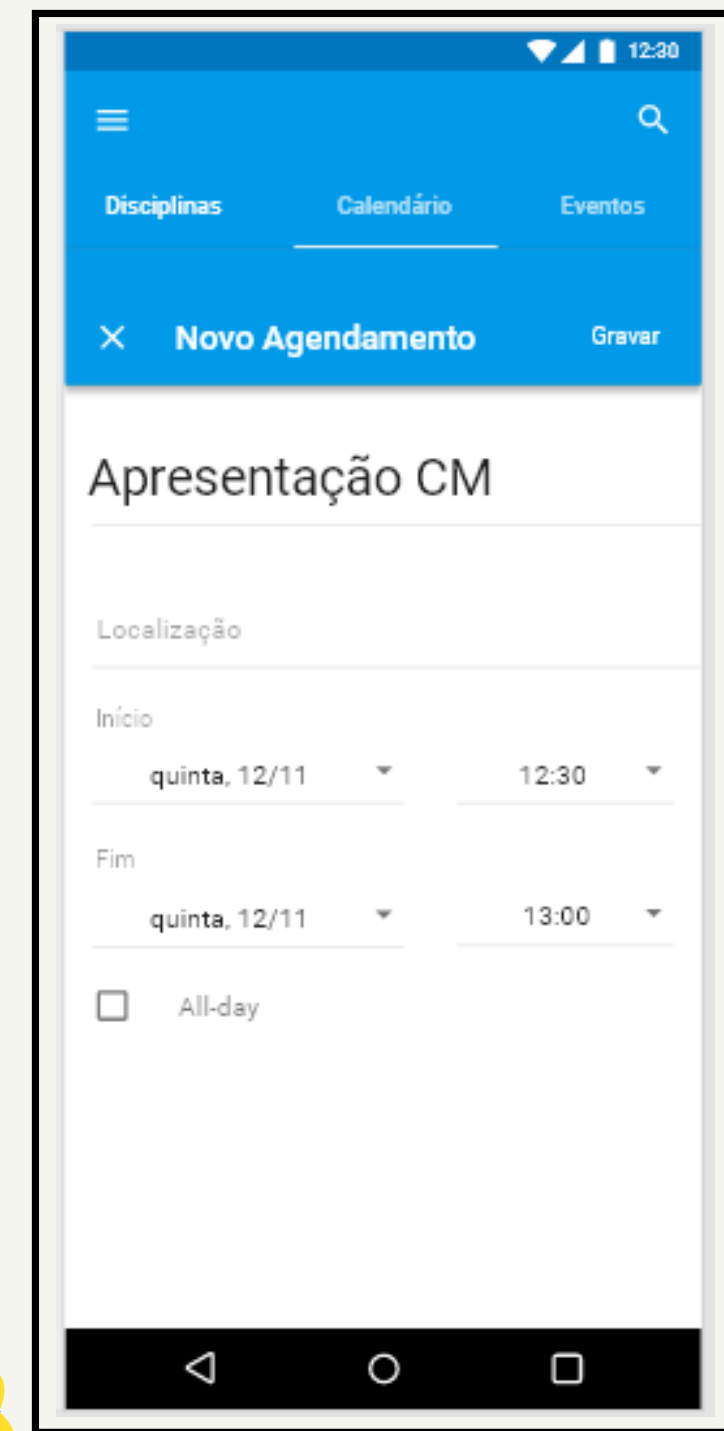 12:30
Disciplinas Calendário Eventos
Novo Agendamento Gravar
Apresentação CM
Localização
Início
quinta, 12/11 12:30
Fim
quinta, 12/11 13:00
All-day